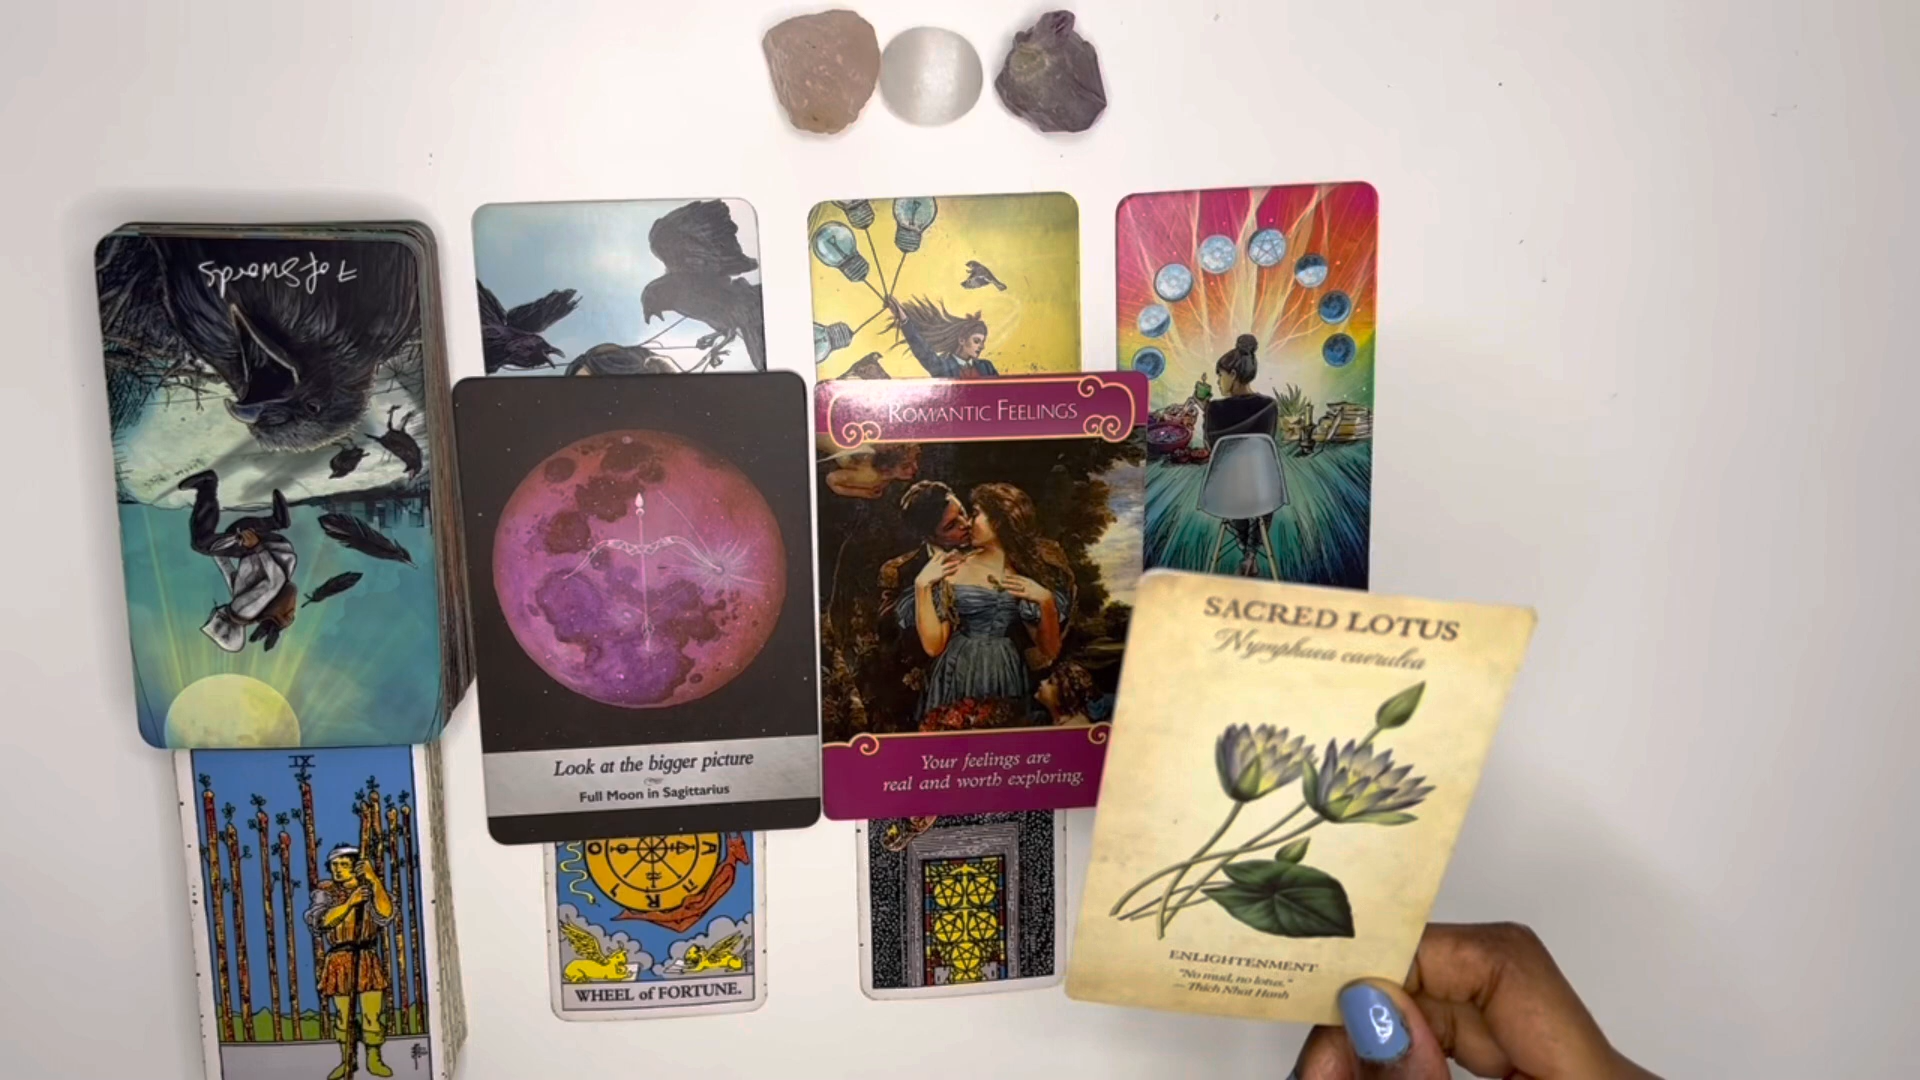 7 of Swords
ROMANTIC FEELINGS
SACRED LOTUS
Nymphaea caerulea
Look at the bigger picture
Full Moon in Sagittarius
Your feelings are
real and worth exploring.
IX
WHEEL of FORTUNE.
ENLIGHTENMENT
"No mud, no lotus."
— Thich Nhat Hanh